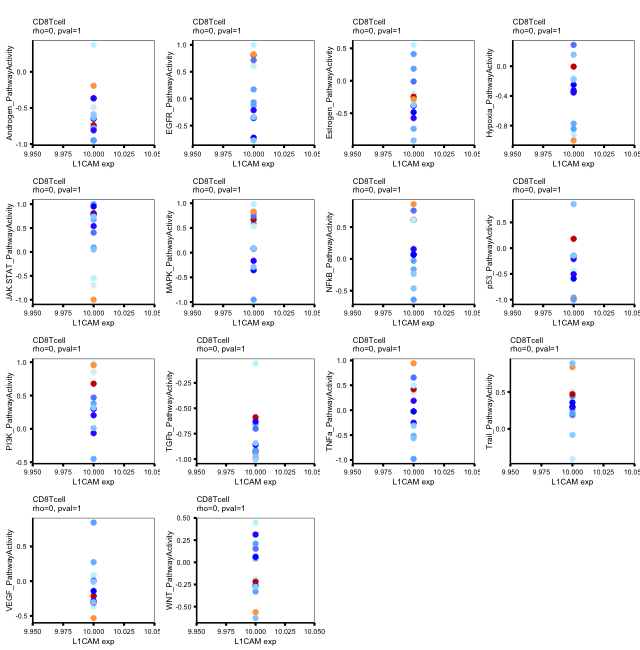 CD8Tcell
rho=0, pval=1
Androgen_PathwayActivity
0.0
-0.5
-1.0
9.950 9.975 10.000 10.025 10.05
L1CAM exp
CD8Tcell
rho=0, pval=1
EGFR_PathwayActivity
1.0
0.5
0.0
-0.5
9.950 9.975 10.000 10.025 10.05
L1CAM exp
CD8Tcell
rho=0, pval=1
Estrogen_PathwayActivity
0.5
0.0
-0.5
9.950 9.975 10.000 10.025 10.05
L1CAM exp
CD8Tcell
rho=0, pval=1
Hypoxia_PathwayActivity
0.0
-0.4
-0.8
9.950 9.975 10.000 10.025 10.050
L1CAM exp
CD8Tcell
rho=0, pval=1
JAK.STAT_PathwayActivity
1.0
0.5
0.0
-0.5
-1.0
9.950 9.975 10.000 10.025 10.05
L1CAM exp
CD8Tcell
rho=0, pval=1
MAPK_PathwayActivity
1.0
0.5
0.0
-0.5
-1.0
9.950 9.975 10.000 10.025 10.05
L1CAM exp
CD8Tcell
rho=0, pval=1
NFkB_PathwayActivity
0.5
0.0
-0.5
9.950 9.975 10.000 10.025 10.05
L1CAM exp
CD8Tcell
rho=0, pval=1
p53_PathwayActivity
0.5
0.0
-0.5
-1.0
9.950 9.975 10.000 10.025 10.050
L1CAM exp
CD8Tcell
rho=0, pval=1
PI3K_PathwayActivity
1.0
0.5
0.0
-0.5
9.950 9.975 10.000 10.025 10.05
L1CAM exp
CD8Tcell
rho=0, pval=1
TGFb_PathwayActivity
-0.25
-0.50
-0.75
-1.00
9.950 9.975 10.000 10.025 10.050
L1CAM exp
CD8Tcell
rho=0, pval=1
TNFa_PathwayActivity
1.0
0.5
0.0
-0.5
-1.0
9.950 9.975 10.000 10.025 10.05
L1CAM exp
CD8Tcell
rho=0, pval=1
Trail_PathwayActivity
0.5
0.0
9.950 9.975 10.000 10.025 10.050
L1CAM exp
CD8Tcell
rho=0, pval=1
VEGF_PathwayActivity
0.5
0.0
-0.5
9.950 9.975 10.000 10.025 10.05
L1CAM exp
CD8Tcell
rho=0, pval=1
WNT_PathwayActivity
0.50
0.25
0.00
-0.25
-0.50
9.950 9.975 10.000 10.025 10.050
L1CAM exp